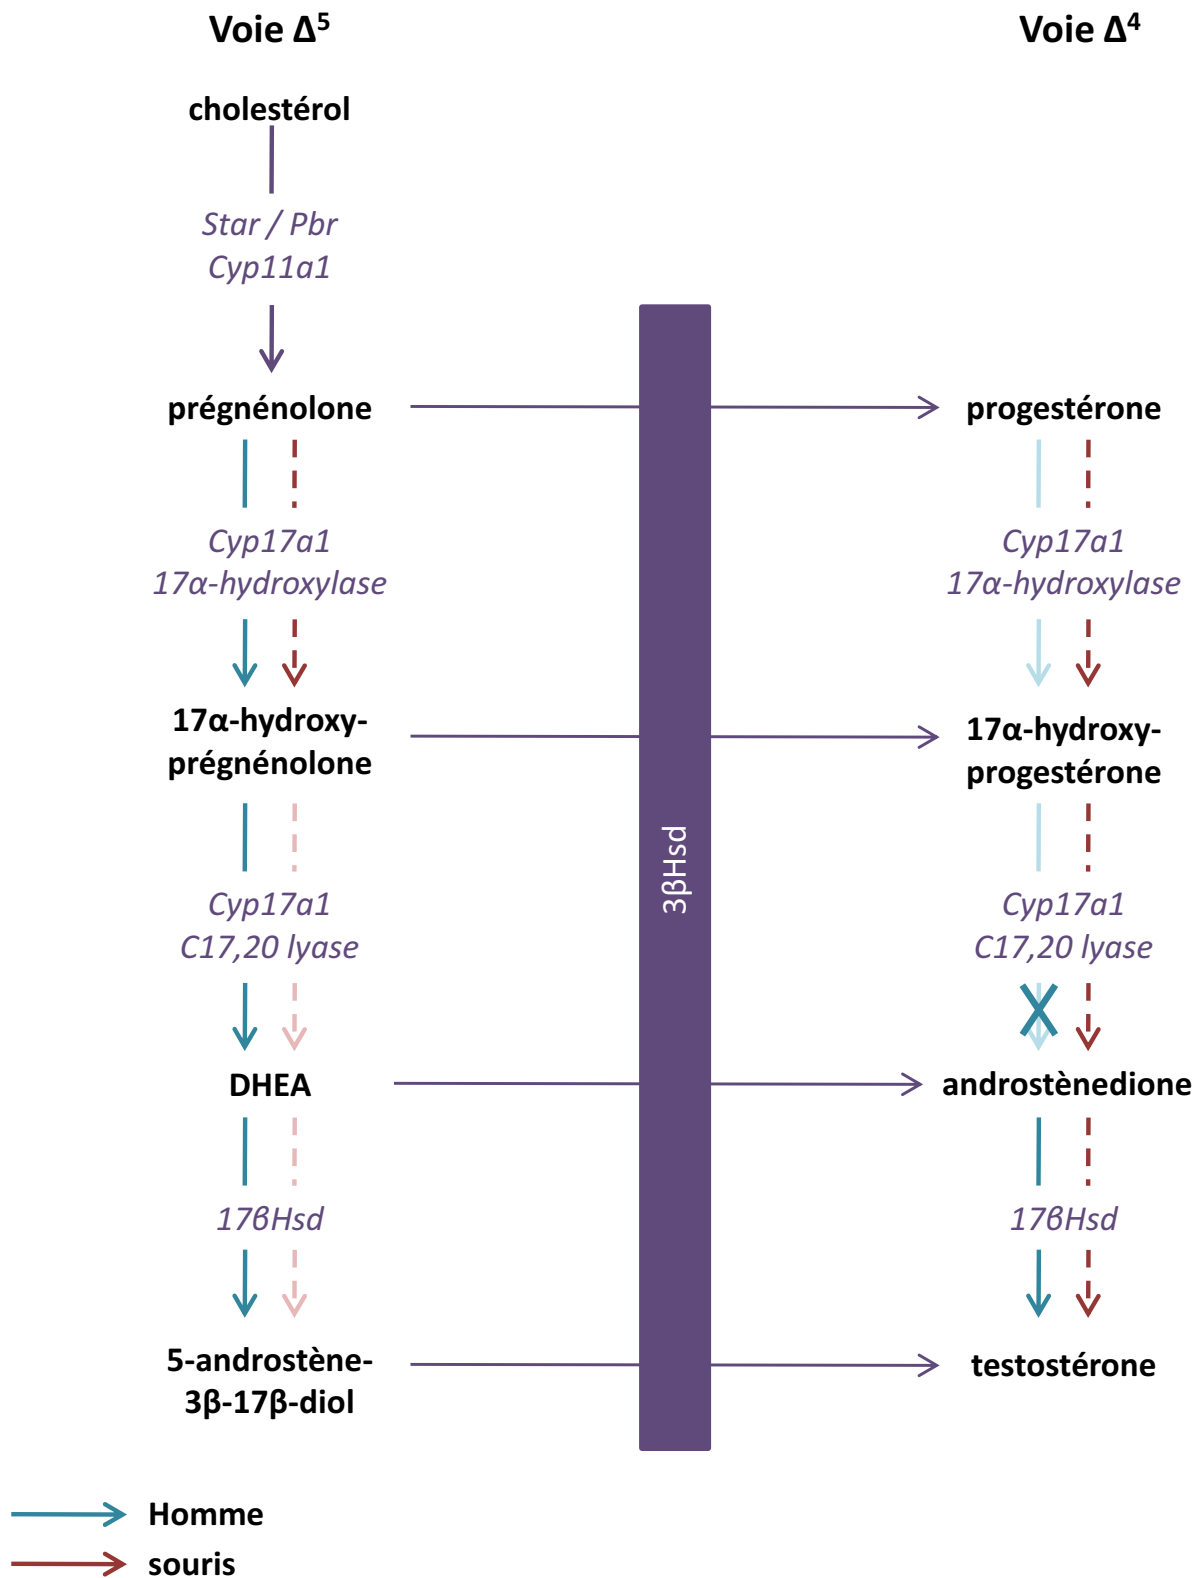 Voie Δ⁵
Voie Δ⁴
cholestérol
Star / Pbr
Cyp11a1
prégnénolone
progestérone
Cyp17a1
17α-hydroxylase
Cyp17a1
17α-hydroxylase
17α-hydroxy-
prégnénolone
17α-hydroxy-
progestérone
3βHsd
Cyp17a1
C17,20 lyase
Cyp17a1
C17,20 lyase
DHEA
androstènedione
17βHsd
17βHsd
5-androstène-
3β-17β-diol
testostérone
Homme
souris